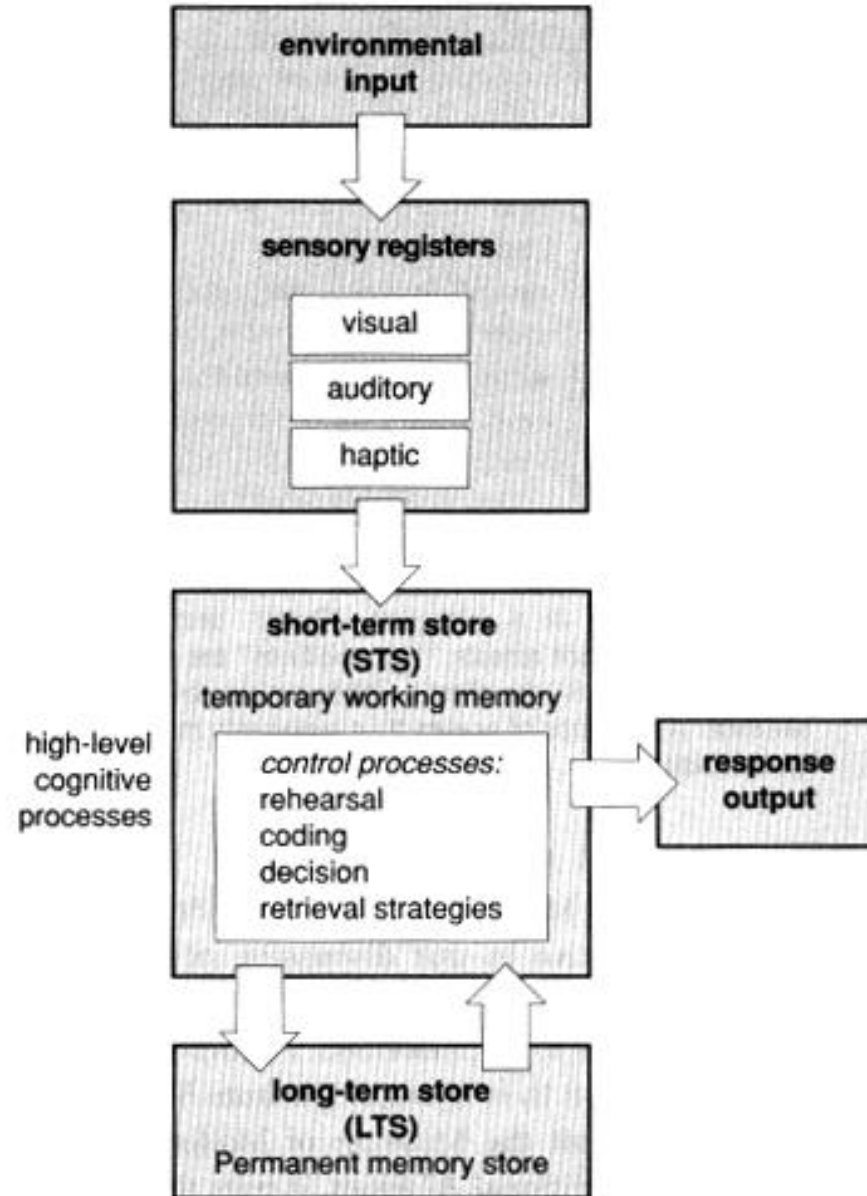 environmental
input
sensory registers
visual
auditory
haptic
short-term store
(STS)
temporary working memory
high-level
cognitive
processes
control processes:
rehearsal
coding
decision
retrieval strategies
response
output
long-term store
(LTS)
Permanent memory store